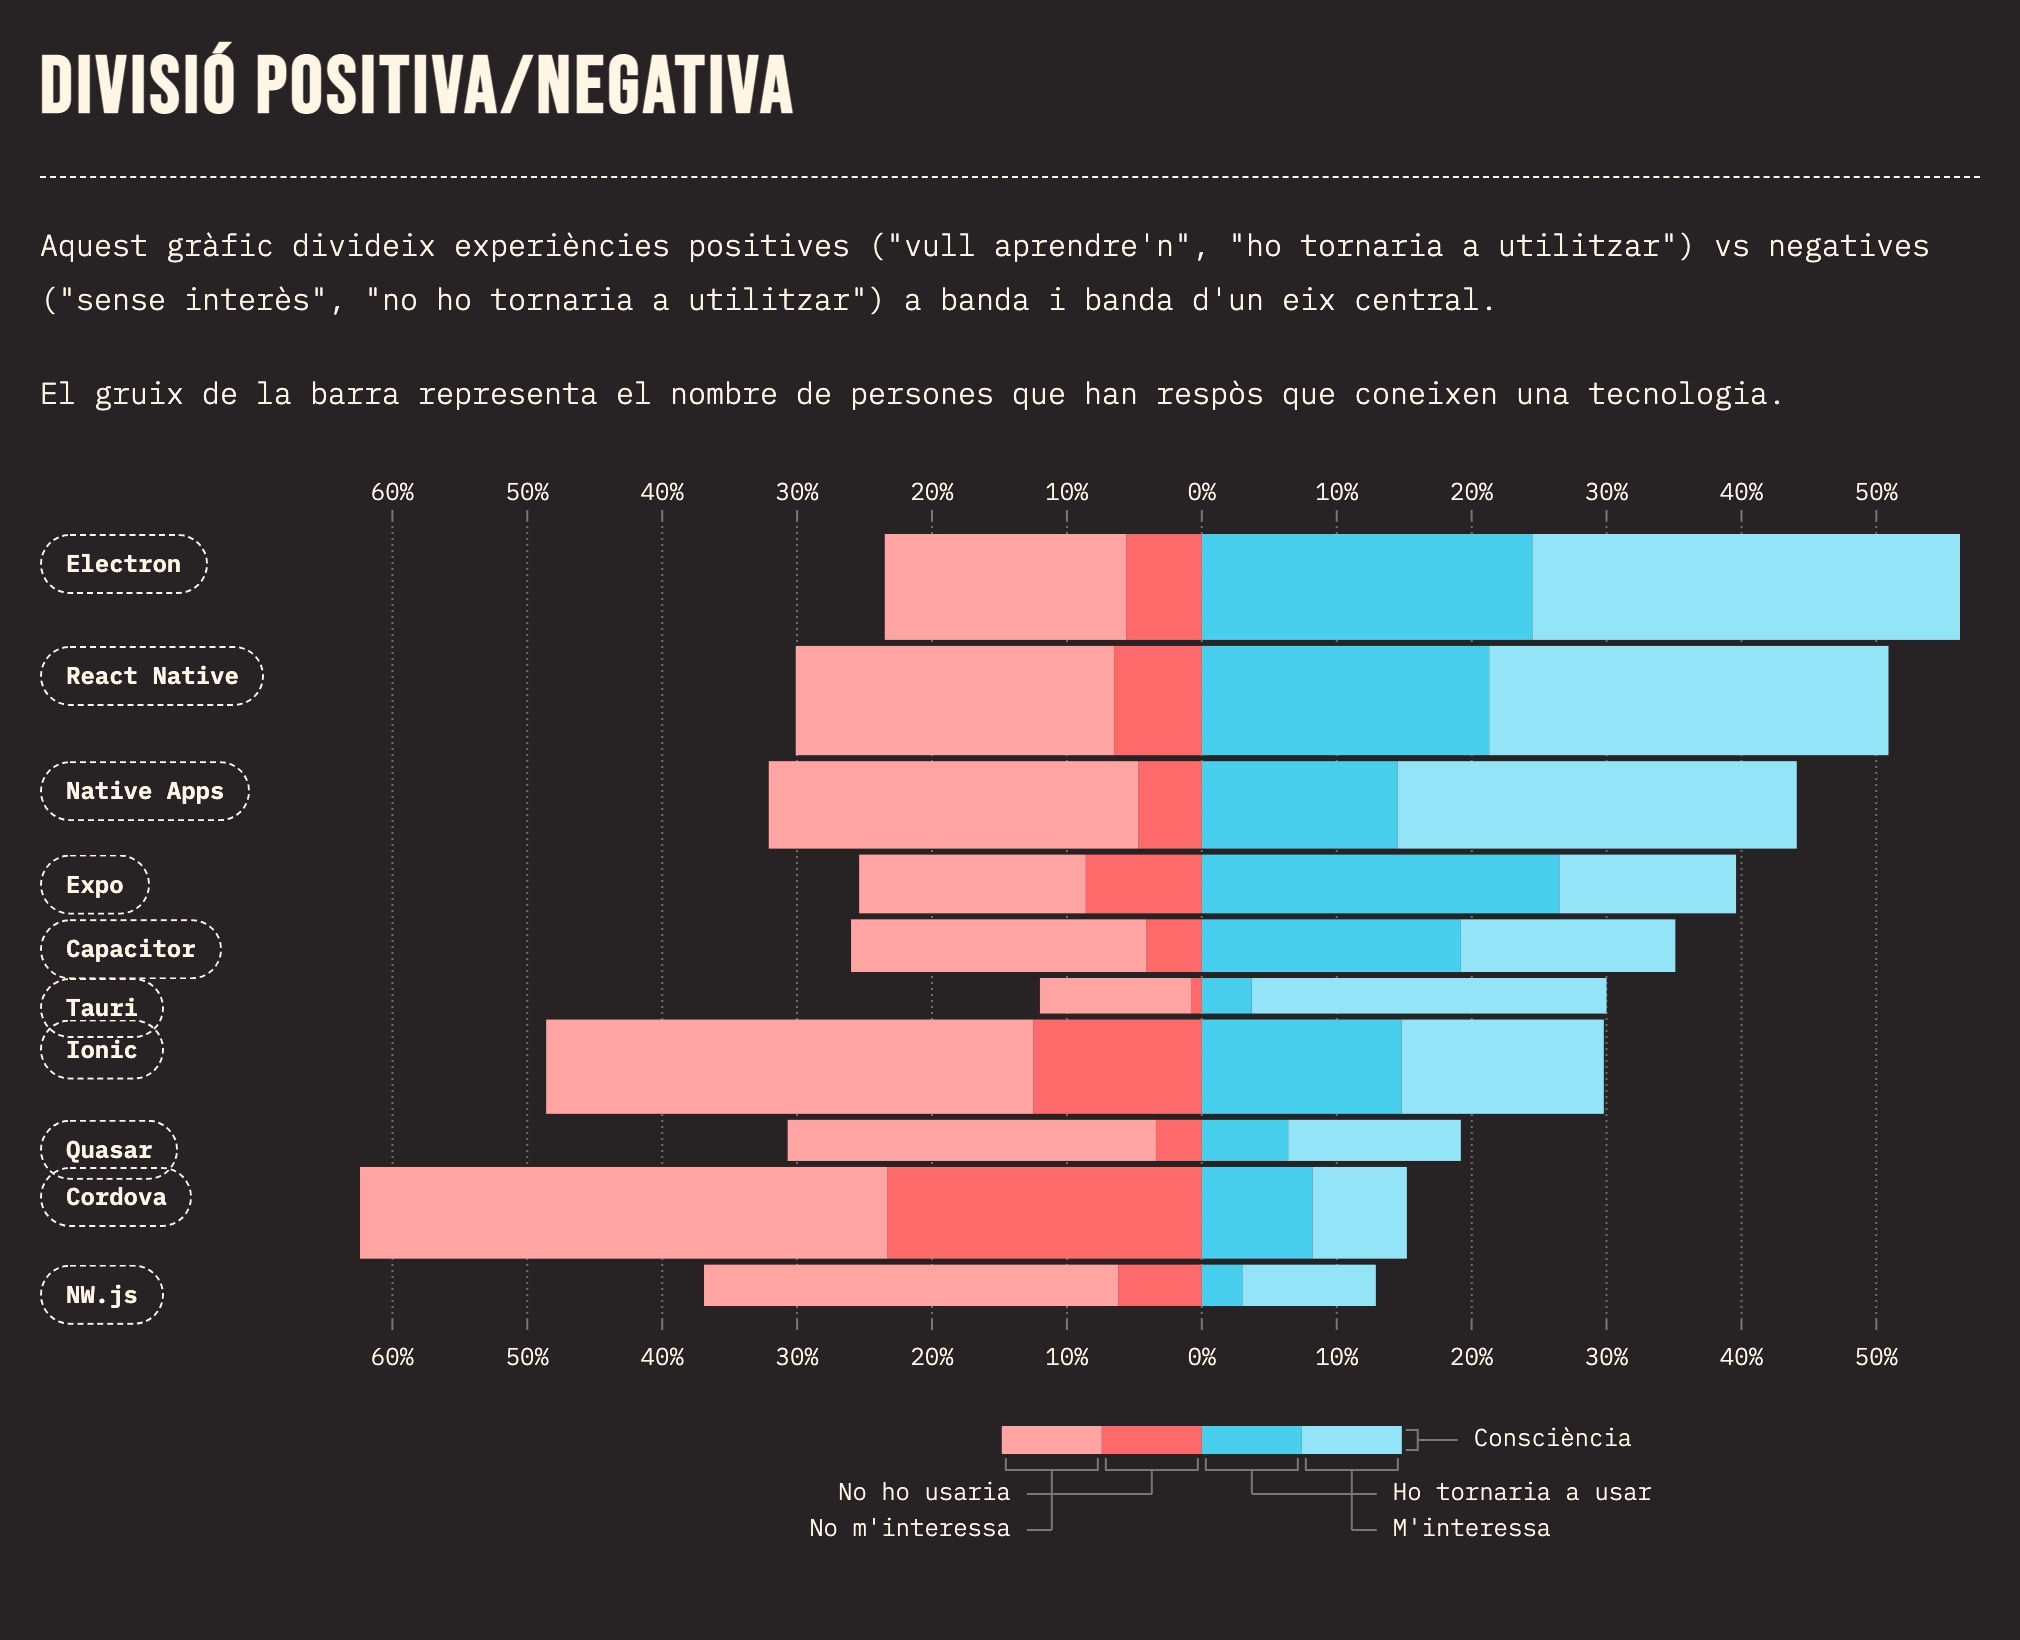 DIVISIÓ POSITIVA/NEGATIVA
Aquest gràfic divideix experiències positives ("vull aprendre'n", "ho tornaria a utilitzar") vs negatives
("sense interès", "no ho tornaria a utilitzar") a banda i banda d'un eix central.
El gruix de la barra representa el nombre de persones que han respòs que coneixen una tecnologia.
60% 50% 40% 30% 20% 10% 0% 10% 20% 30% 40% 50%
Electron
React Native
Native Apps
Expo
Capacitor
Tauri
Ionic
Quasar
Cordova
NW.js
60% 50% 40% 30% 20% 10% 0% 10% 20% 30% 40% 50%
Consciència
No ho usaria Ho tornaria a usar
No m'interessa M'interessa